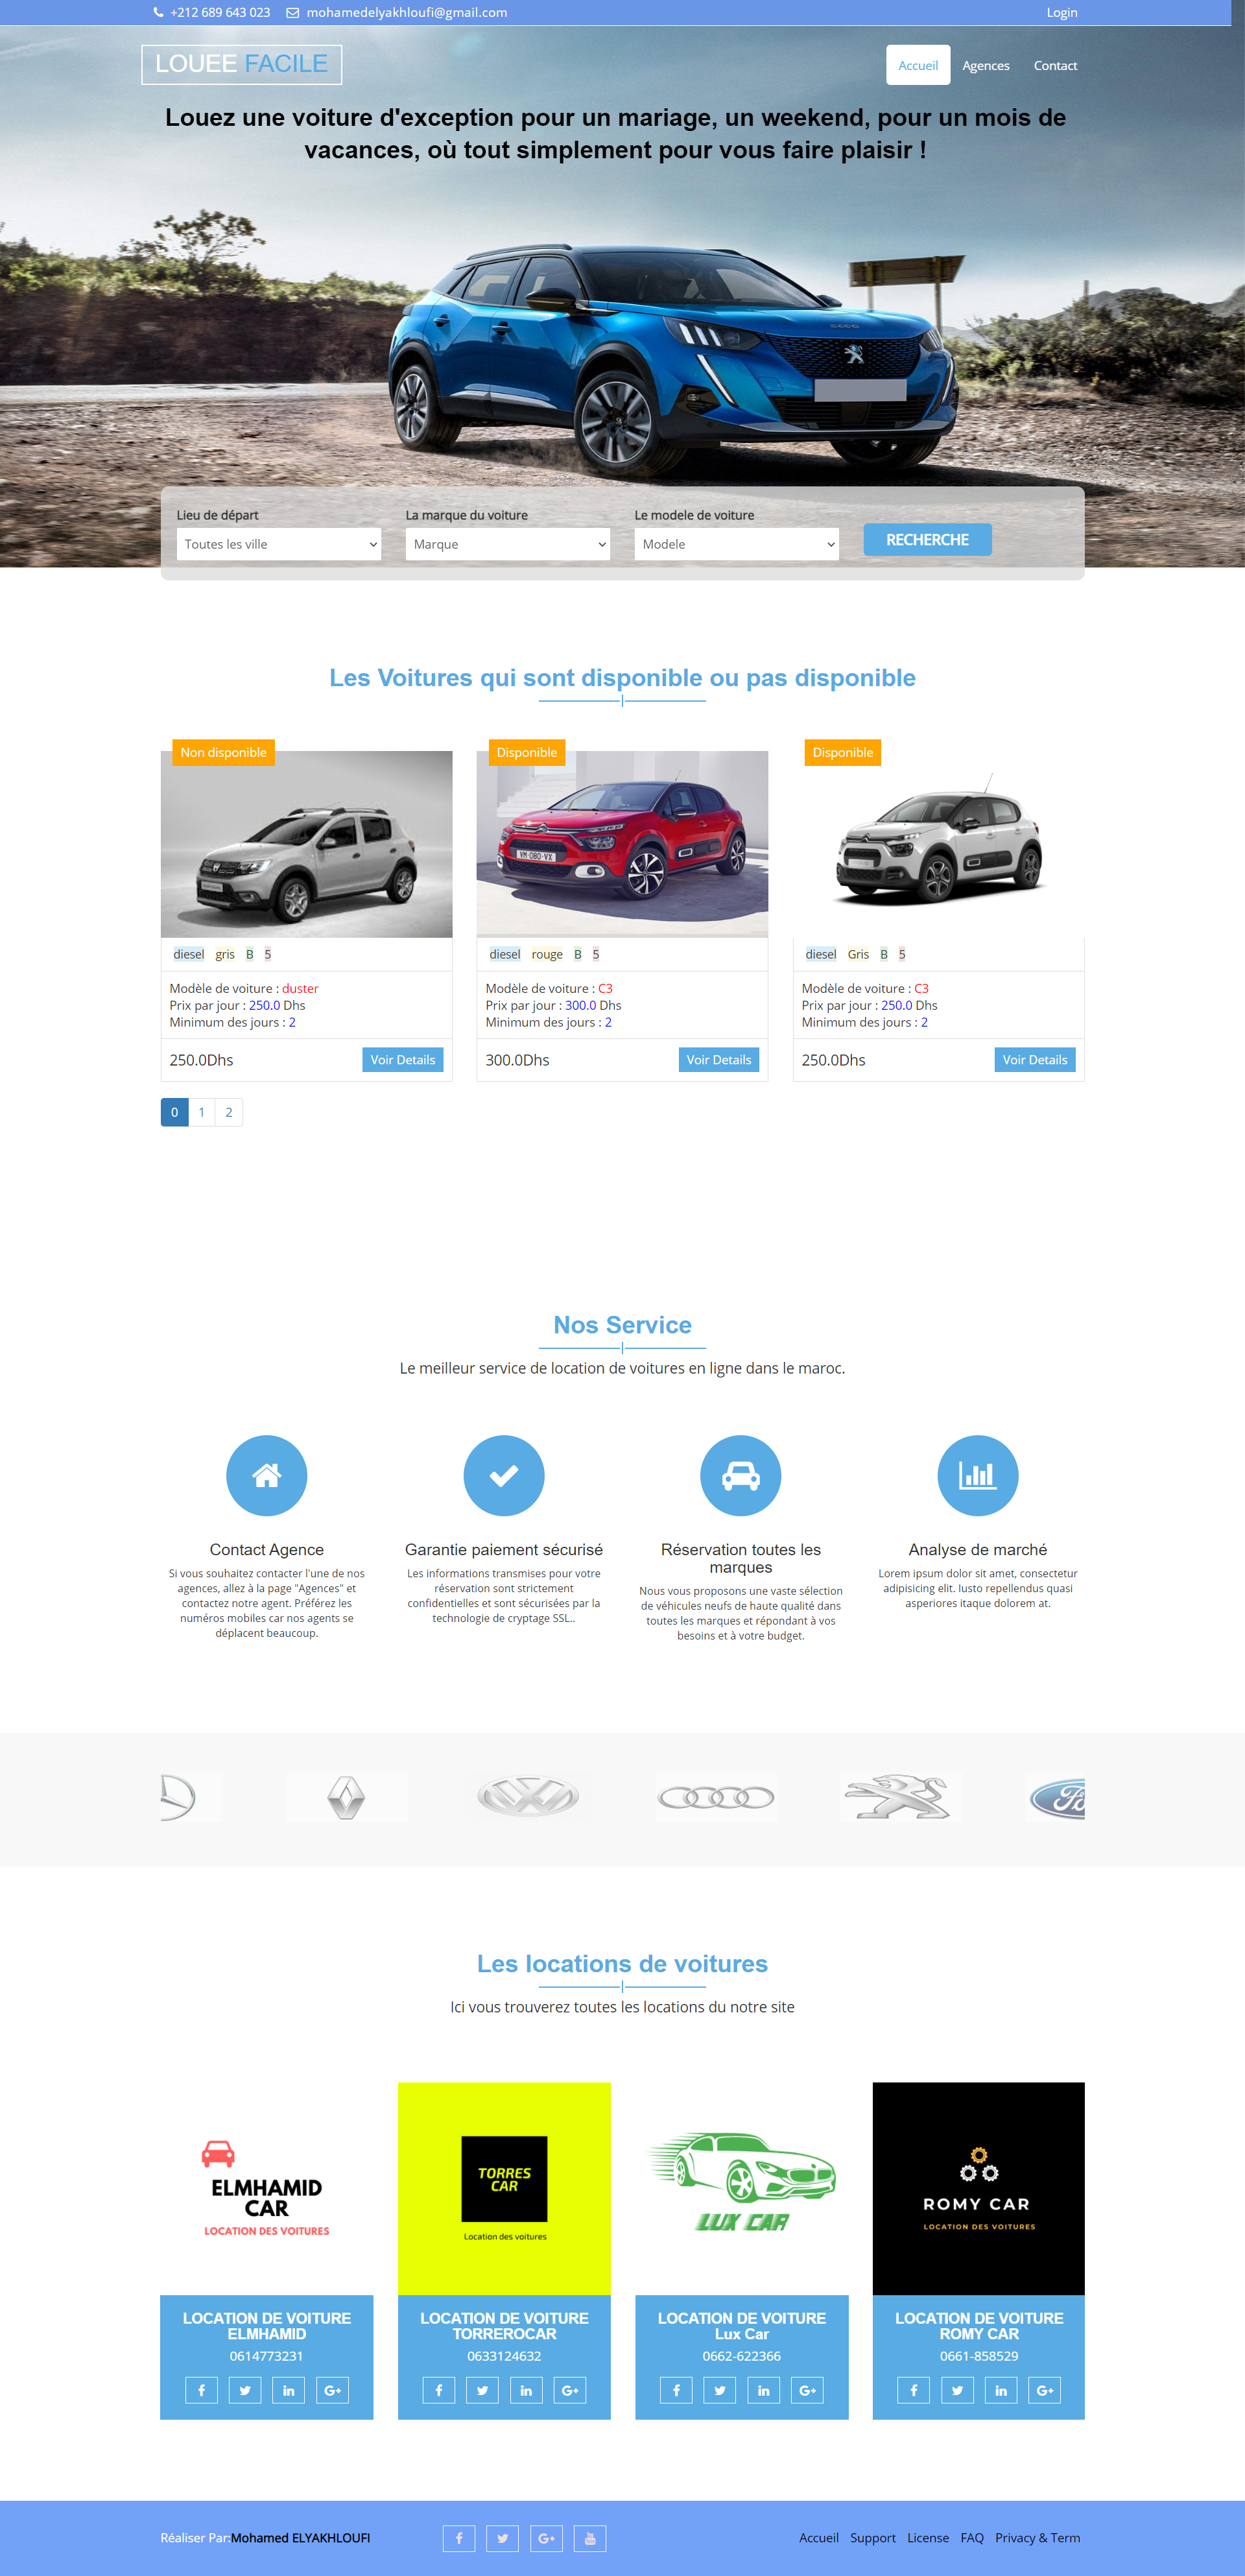 +212 689 643 023 mohamedelyakhloufi@gmail.com Login
LOUEE FACILE Accueil Agences Contact
Louez une voiture d'exception pour un mariage, un weekend, pour un mois de
vacances, où tout simplement pour vous faire plaisir !
Lieu de départ La marque du voiture Le modele de voiture
Toutes les ville Marque Modele RECHERCHE
Les Voitures qui sont disponible ou pas disponible
Non disponible
diesel gris B 5
Modèle de voiture : duster
Prix par jour : 250.0 Dhs
Minimum des jours : 2
250.0Dhs Voir Details
Disponible
VM-080-VX
diesel rouge B 5
Modèle de voiture : C3
Prix par jour : 300.0 Dhs
Minimum des jours : 2
300.0Dhs Voir Details
Disponible
diesel Gris B 5
Modèle de voiture : C3
Prix par jour : 250.0 Dhs
Minimum des jours : 2
250.0Dhs Voir Details
0 1 2
Nos Service
Le meilleur service de location de voitures en ligne dans le maroc.
Contact Agence
Si vous souhaitez contacter l'une de nos
agences, allez à la page "Agences" et
contactez notre agent. Préférez les
numéros mobiles car nos agents se
déplacent beaucoup.
Garantie paiement sécurisé
Les informations transmises pour votre
réservation sont strictement
confidentielles et sont sécurisées par la
technologie de cryptage SSL..
Réservation toutes les
marques
Nous vous proposons une vaste sélection
de véhicules neufs de haute qualité dans
toutes les marques et répondant à vos
besoins et à votre budget.
Analyse de marché
Lorem ipsum dolor sit amet, consectetur
adipisicing elit. Iusto repellendus quasi
asperiores itaque dolorem at.
Les locations de voitures
Ici vous trouverez toutes les locations du notre site
ELMHAMID
CAR
LOCATION DES VOITURES
LOCATION DE VOITURE
ELMHAMID
0614773231
TORRES
CAR
Location des voitures
LOCATION DE VOITURE
TORREROCAR
0633124632
LUX CAR
LOCATION DE VOITURE
Lux Car
0662-622366
ROMY CAR
LOCATION DES VOITURES
LOCATION DE VOITURE
ROMY CAR
0661-858529
Réaliser Par:Mohamed ELYAKHLOUFI
Accueil Support License FAQ Privacy & Term